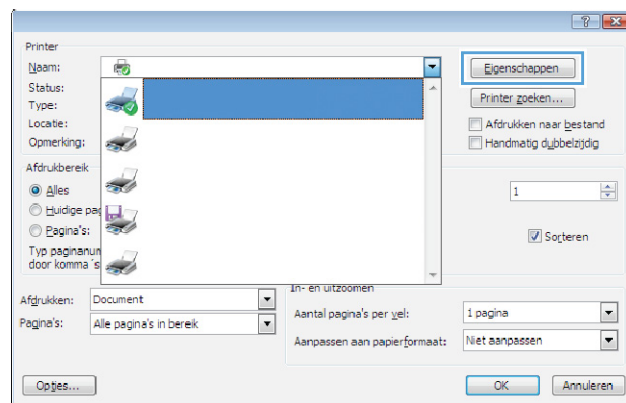 Printer
Naam:
Eigenschappen
Status:
Type:
Printer zoeken...
Locatie:
Afdrukken naar bestand
Opmerking:
Handmatig dubbelzijdig
Afdrukbereik
Alles
1
Huidige pag
Pagina's:
Sorteren
Typ paginanun
door komma´s
In- en uitzoomen
Afdrukken:
Document
Aantal pagina's per vel:
1 pagina
Pagina's:
Alle pagina's in bereik
Aanpassen aan papierformaat:
Niet aanpassen
Opties...
OK
Annuleren